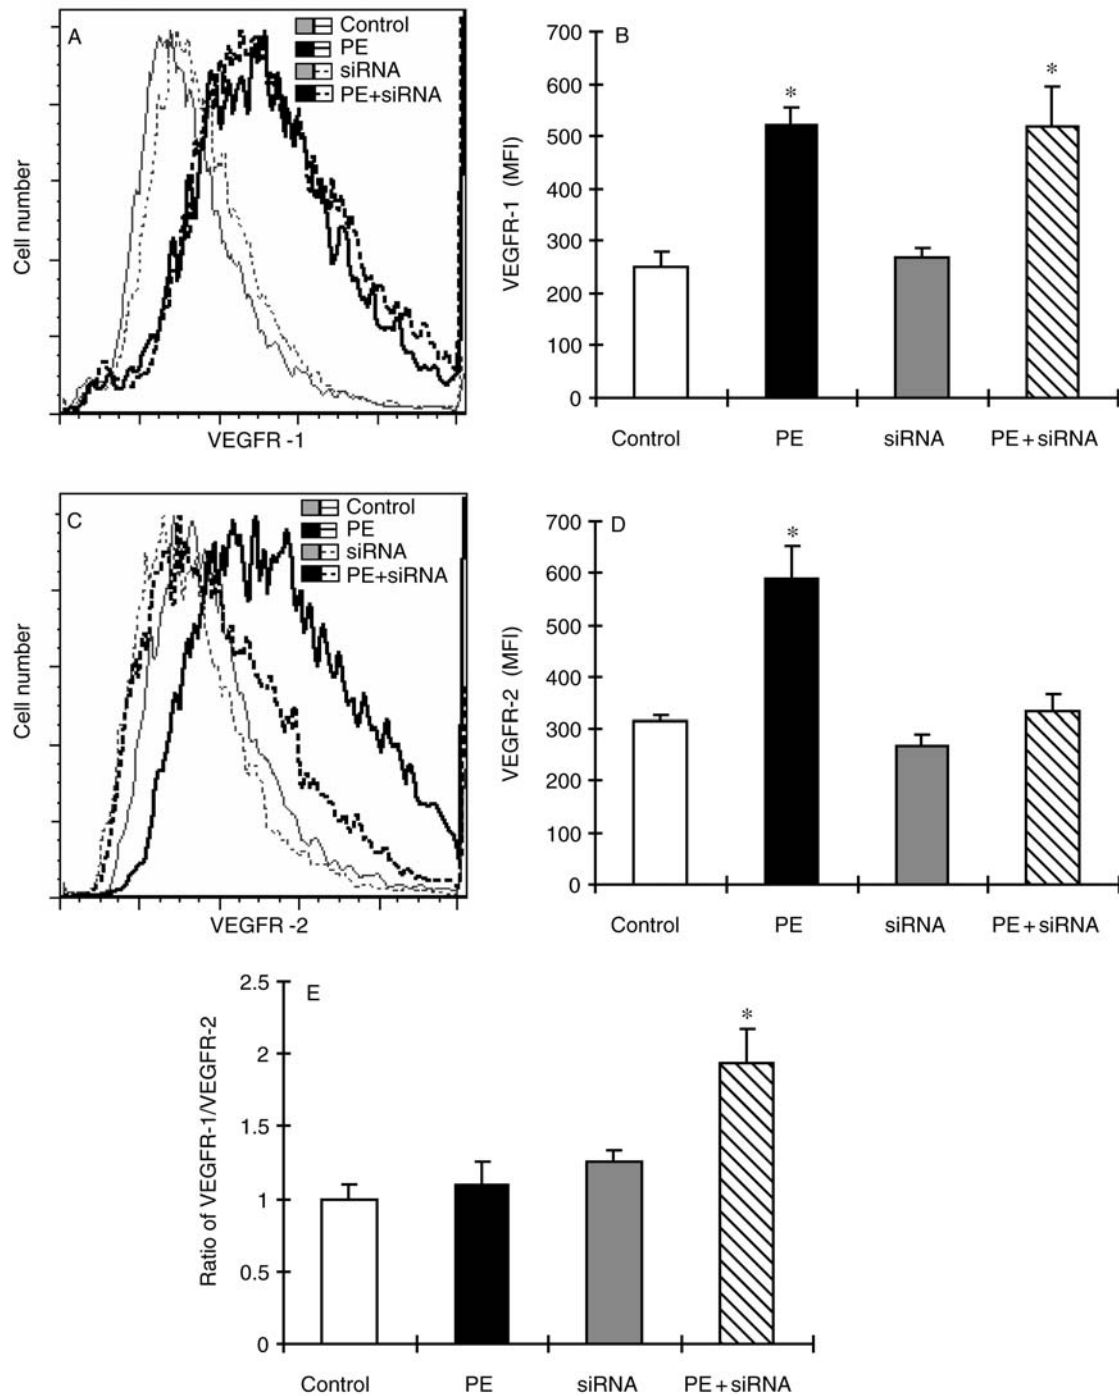 A
Control
PE
siRNA
PE+siRNA
Cell number
VEGFR -1
B
700
600
500
400
300
200
100
0
VEGFR-1 (MFI)
*
*
Control PE siRNA PE+siRNA
C
Control
PE
siRNA
PE+siRNA
Cell number
VEGFR -2
D
700
600
500
400
300
200
100
0
VEGFR-2 (MFI)
*
Control PE siRNA PE+siRNA
E
2.5
2
1.5
1
0.5
0
Ratio of VEGFR-1/VEGFR-2
*
Control PE siRNA PE+siRNA